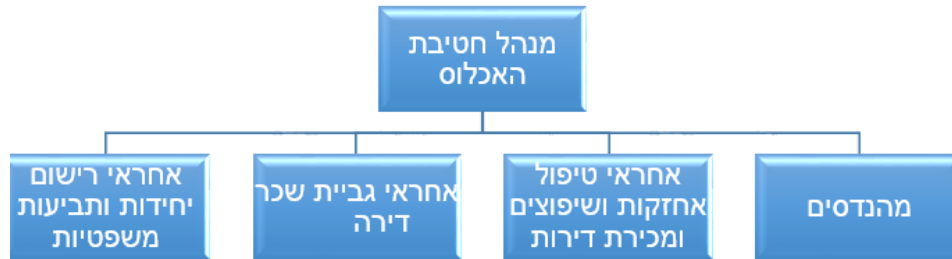 מנהל חטיבת
האכלוס
מהנדסים
אחראי טיפול
אחזקות ושיפוצים
ומכירת דירות
אחראי גביית שכר
דירה
אחראי רישום
יחידות ותביעות
משפטיות